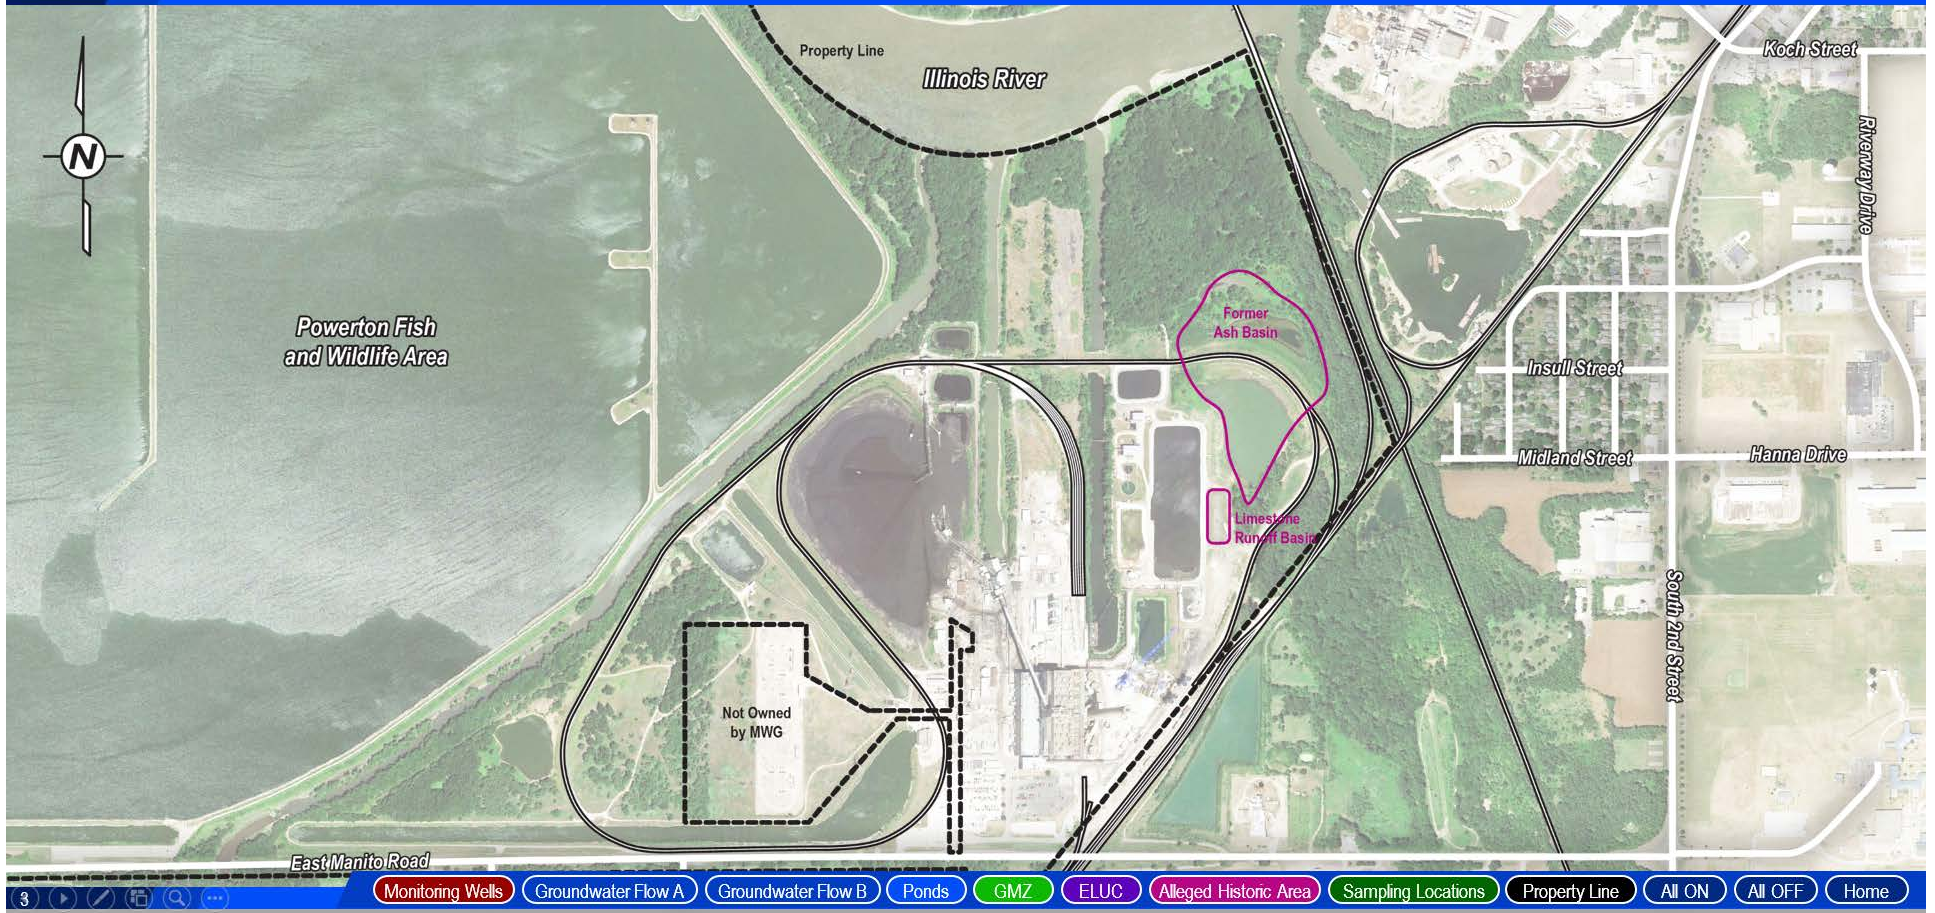 Property Line
Illinois River
Koch Street
N
Riverway Drive
Powerton Fish
and Wildlife Area
Former
Ash Basin
Insull Street
Midland Street
Hanna Drive
Limestone
Runoff Basin
South 2nd Street
Not Owned
by MWG
East Manito Road
3
Monitoring Wells
Groundwater Flow A
Groundwater Flow B
Ponds
GMZ
ELUC
Alleged Historic Area
Sampling Locations
Property Line
All ON
All OFF
Home